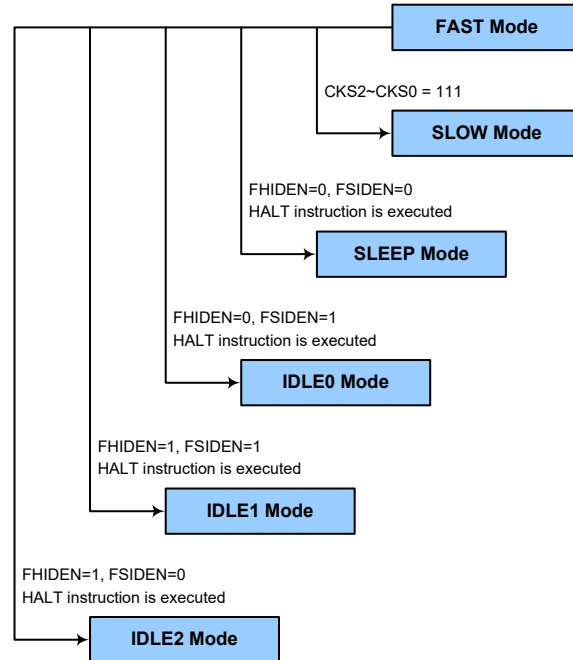 FAST Mode
CKS2~CKS0 = 111
SLOW Mode
FHIDEN=0, FSIDEN=0
HALT instruction is executed
SLEEP Mode
FHIDEN=0, FSIDEN=1
HALT instruction is executed
IDLE0 Mode
FHIDEN=1, FSIDEN=1
HALT instruction is executed
IDLE1 Mode
FHIDEN=1, FSIDEN=0
HALT instruction is executed
IDLE2 Mode